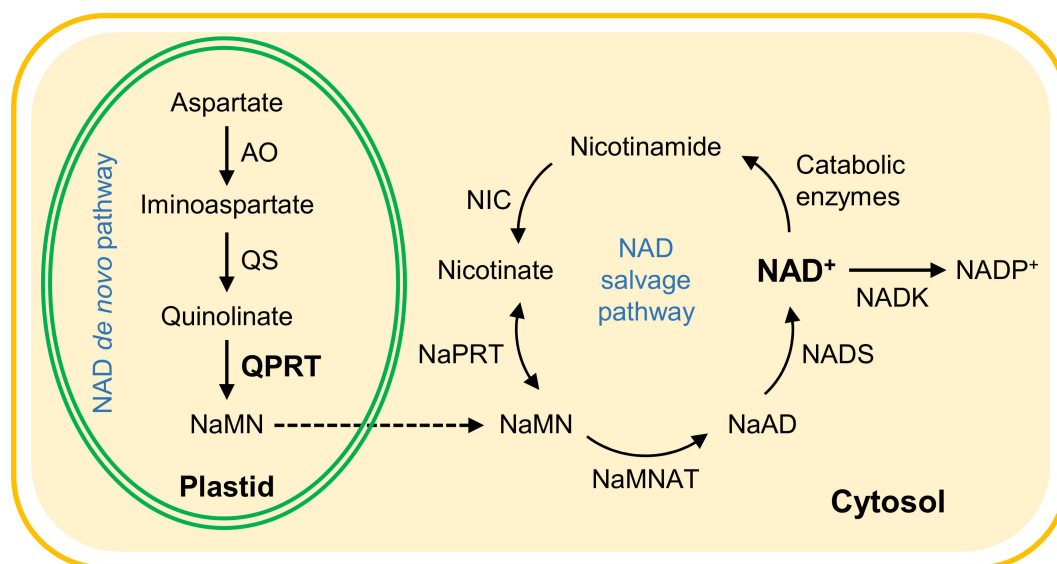 NAD de novo pathway
Aspartate
AO
Iminoaspartate
QS
Quinolinate
QPRT
NaMN
Plastid
Nicotinamide
Catabolic
enzymes
NIC
NAD
salvage
pathway
Nicotinate
NAD⁺
NADP⁺
NADK
NaPRT
NADS
NaMN
NaAD
NaMNAT
Cytosol